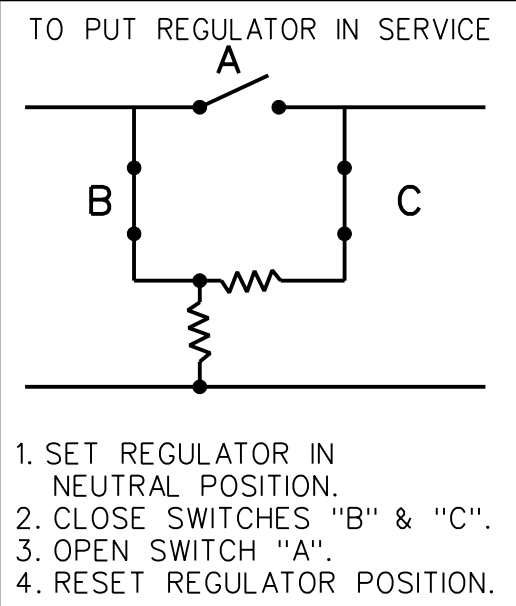 TO PUT REGULATOR IN SERVICE
A
B
C
1. SET REGULATOR IN
NEUTRAL POSITION.
2. CLOSE SWITCHES "B" & "C".
3. OPEN SWITCH "A".
4. RESET REGULATOR POSITION.